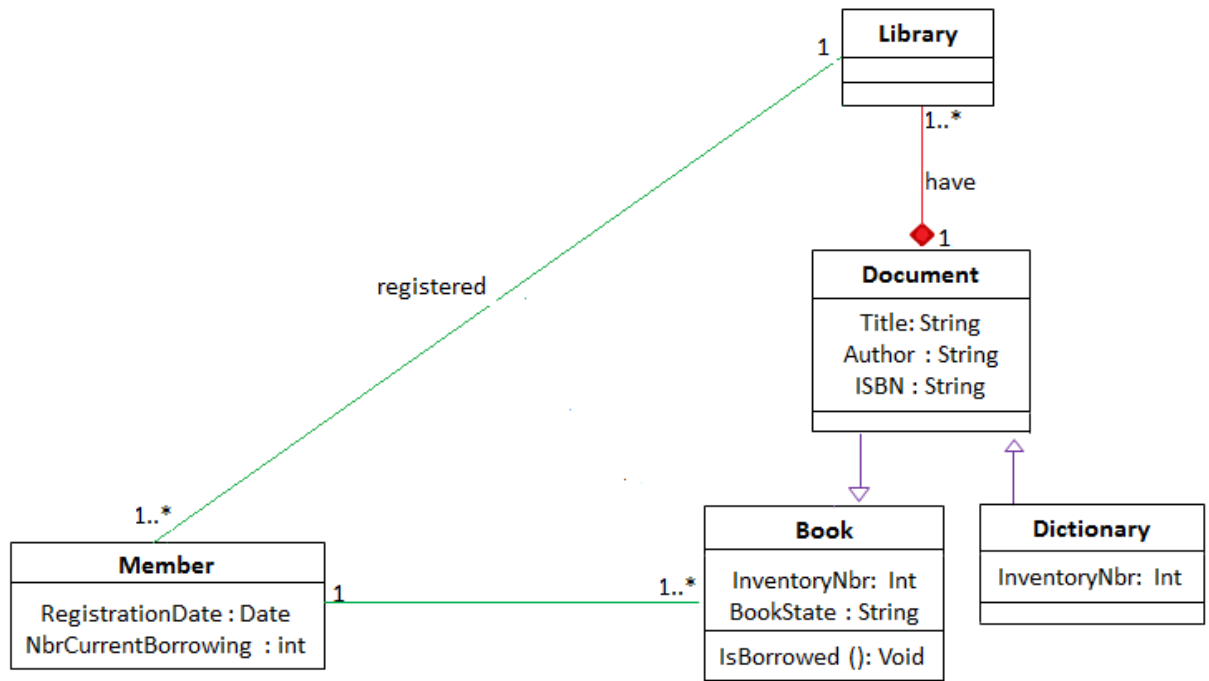 Library
1
1..*
have
1
Document
Title: String
Author : String
ISBN : String
registered
1..*
Member
RegistrationDate : Date
NbrCurrentBorrowing : int
1
1..*
Book
InventoryNbr: Int
BookState : String
IsBorrowed (): Void
Dictionary
InventoryNbr: Int